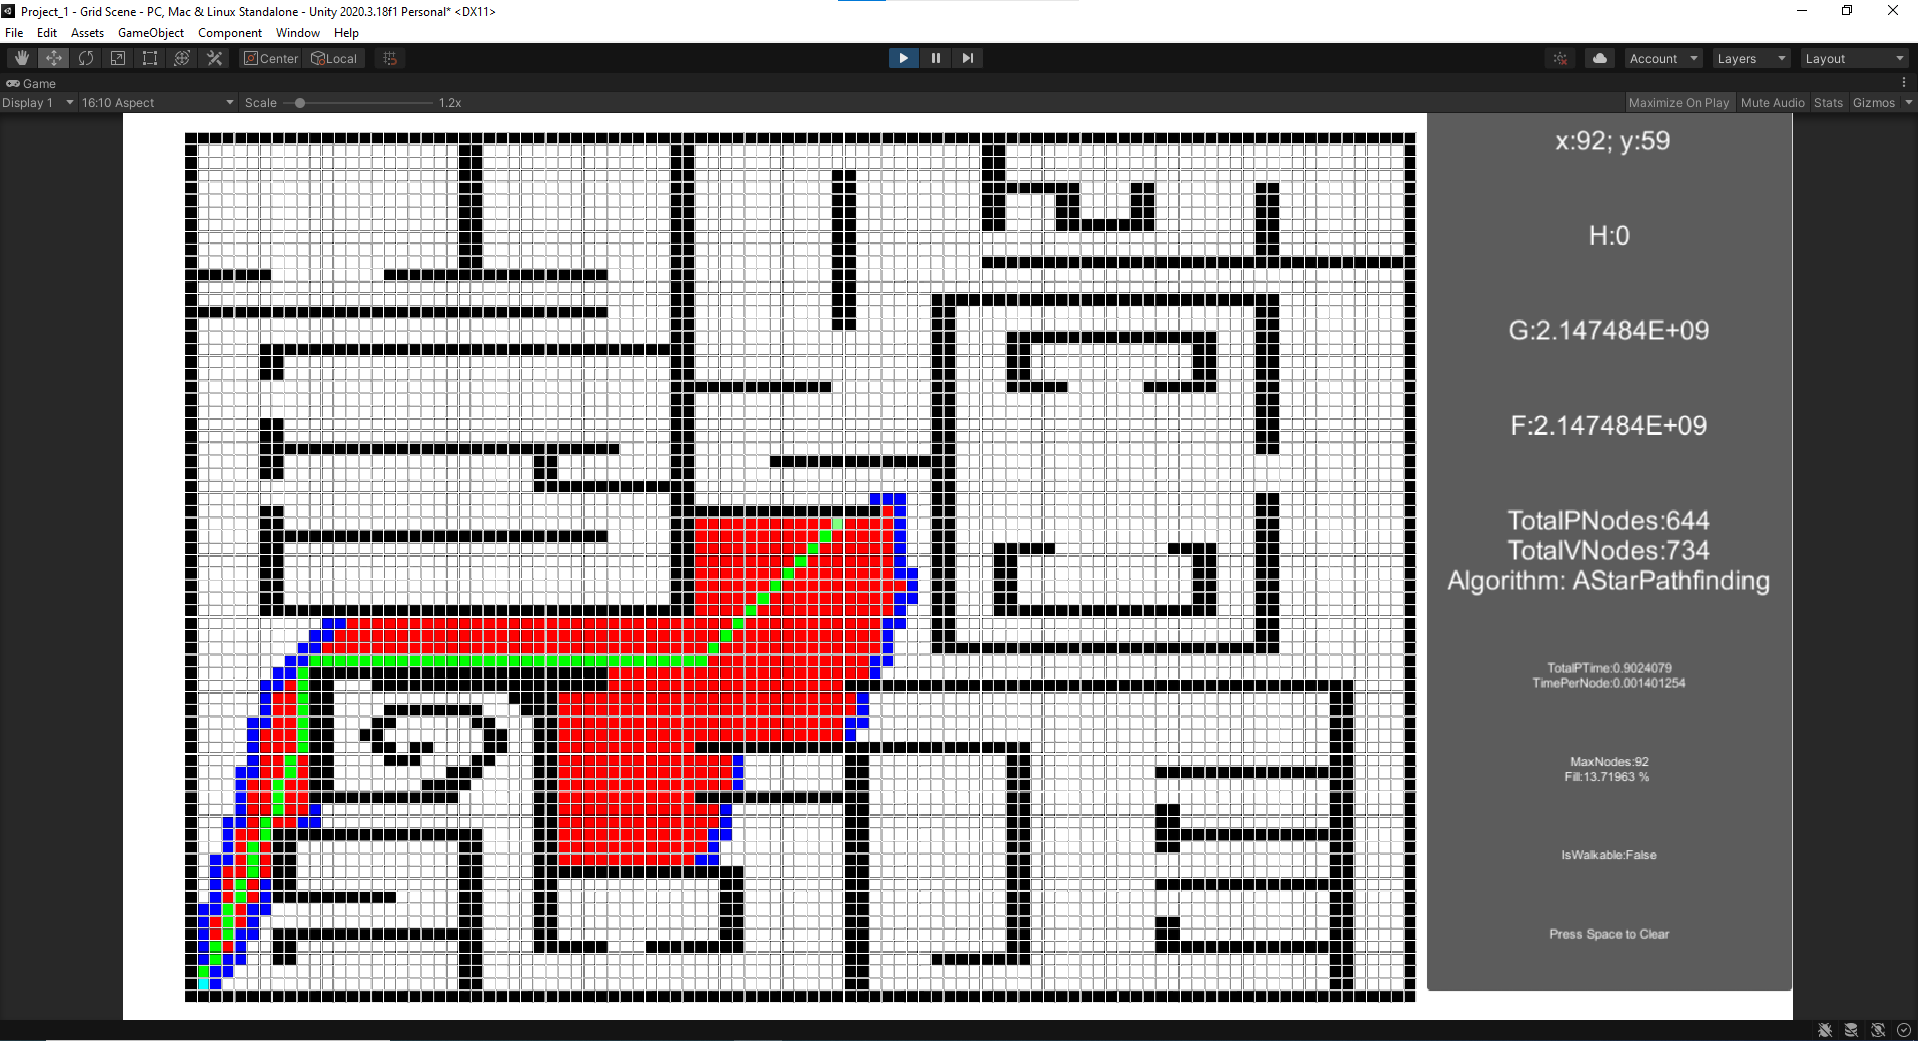 Project_1 - Grid Scene - PC, Mac & Linux Standalone - Unity 2020.3.18f1 Personal* <DX11>
File Edit Assets GameObject Component Window Help
Center Local Account Layers Layout
Game
Display 1 16:10 Aspect Scale 1.2x Maximize On Play Mute Audio Stats Gizmos
x:92; y:59
H:0
G:2.147484E+09
F:2.147484E+09
TotalPNodes:644
TotalVNodes:734
Algorithm: AStarPathfinding
TotalPTime:0.9024079
TimePerNode:0.001401254
MaxNodes:92
Fill:13.71963 %
IsWalkable:False
Press Space to Clear